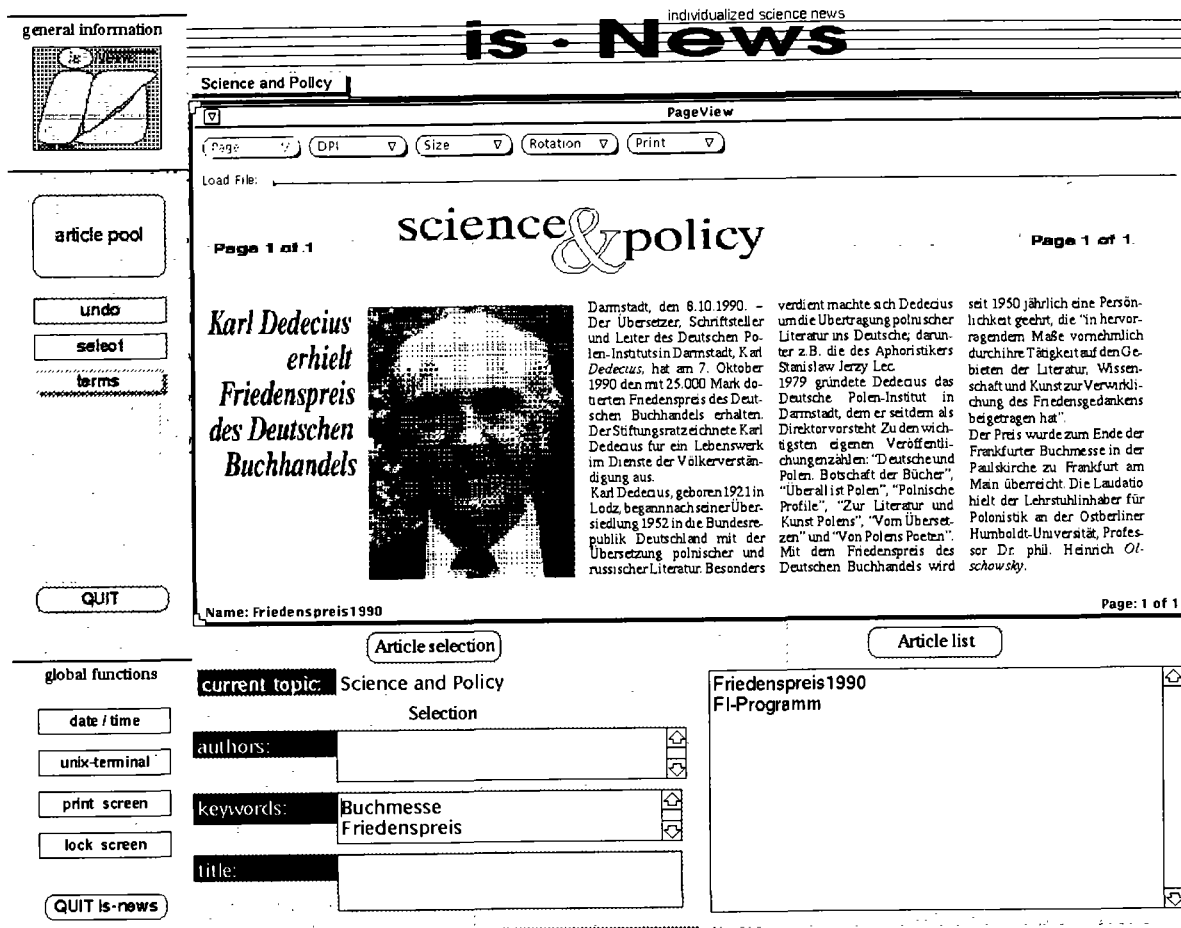 general information
individualized science news
is · News
Science and Policy
PageView
Page
DPI
Size
Rotation
Print
Load File:
article pool
undo
select
terms
QUIT
Page 1 of 1
science&policy
Page 1 of 1
Karl Dedecius
erhielt
Friedenspreis
des Deutschen
Buchhandels
Darmstadt, den 8.10.1990. –
Der Übersetzer, Schriftsteller
und Leiter des Deutschen Po-
len-Instituts in Darmstadt, Karl
Dedecius, hat am 7. Oktober
1990 den mit 25.000 Mark do-
tierten Friedenspreis des Deut-
schen Buchhandels erhalten.
Der Stiftungsrat zeichnete Karl
Dedecius fur ein Lebenswerk
im Dienste der Völkerverstän-
digung aus.
Karl Dedecius, geboren 1921 in
Lodz, begann nach seiner Über-
siedlung 1952 in die Bundesre-
publik Deutschland mit der
Übersetzung polnischer und
russischer Literatur. Besonders
verdient machte sich Dedecius
um die Ubertragung polnischer
Literatur ins Deutsche; darun-
ter z.B. die des Aphoristikers
Stanislaw Jerzy Lec.
1979 gründete Dedecius das
Deutsche Polen-Institut in
Darmstadt, dem er seitdem als
Direktor vorsteht Zu den wich-
tigsten eigenen Veröffentli-
chungen zählen: "Deutsche und
Polen. Botschaft der Bücher",
"Überall ist Polen", "Polnische
Profile", "Zur Literatur und
Kunst Polens", "Vom Überset-
zen" und "Von Polens Poeten".
Mit dem Friedenspreis des
Deutschen Buchhandels wird
seit 1950 jährlich eine Persön-
lichkeit geehrt, die "in hervor-
ragendem Maße vornehmlich
durch ihre Tätigkeit auf den Ge-
bieten der Literatur, Wissen-
schaft und Kunst zur Verwirkli-
chung des Friedensgedankens
beigetragen hat".
Der Preis wurde zum Ende der
Frankfurter Buchmesse in der
Paulskirche zu Frankfurt am
Main überreicht. Die Laudatio
hielt der Lehrstuhlinhaber für
Polonistik an der Ostberliner
Humboldt-Universität, Profes-
sor Dr. phil. Heinrich Ol-
schowsky.
Name: Friedenspreis1990
Page: 1 of 1
global functions
date / time
unix-terminal
print screen
lock screen
QUIT is-news
Article selection
current topic: Science and Policy
Selection
authors:
keywords: Buchmesse
Friedenspreis
title:
Article list
Friedenspreis1990
FI-Programm